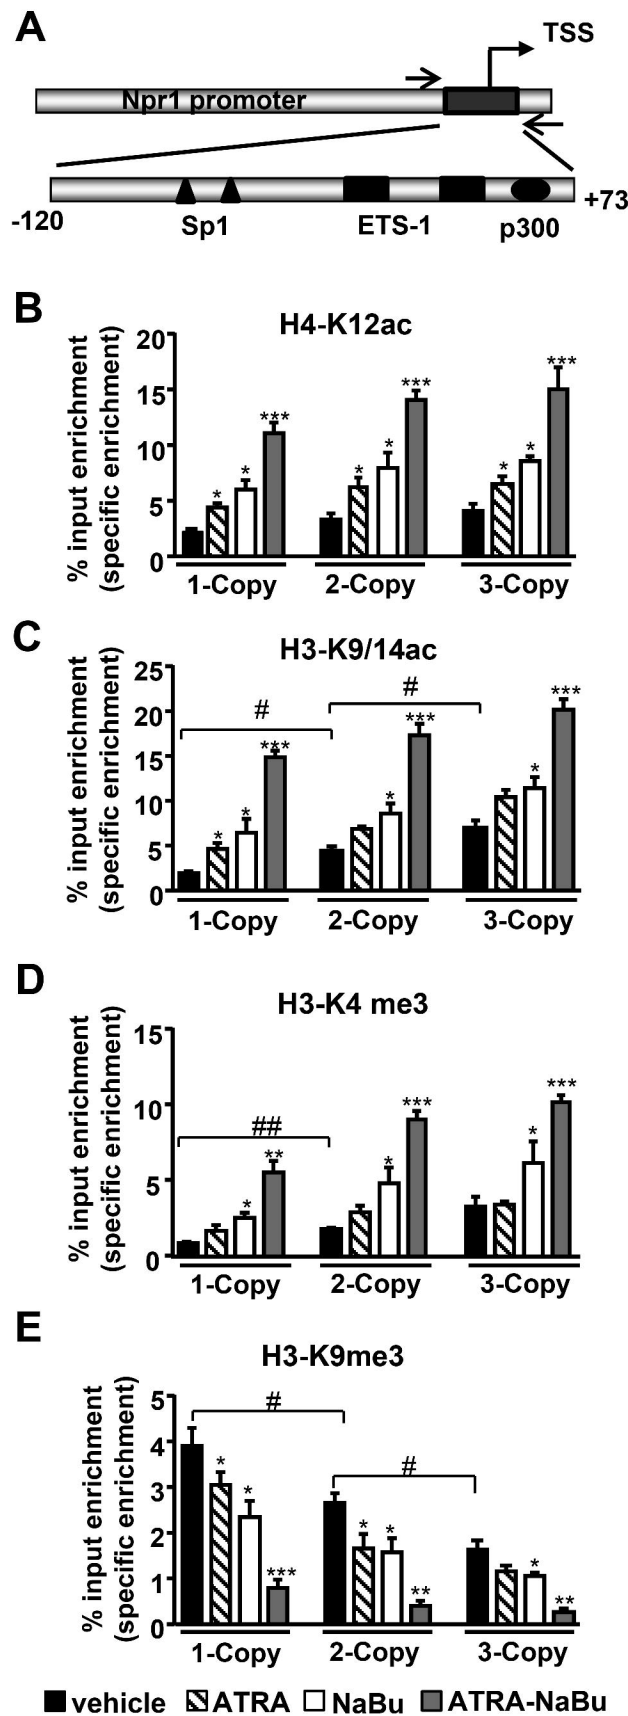 A
TSS
Npr1 promoter
-120
+73
Sp1
ETS-1
p300
B
H4-K12ac
% input enrichment
(specific enrichment)
20
15
10
5
0
***
***
***
* *
* *
* *
1-Copy
2-Copy
3-Copy
C
H3-K9/14ac
% input enrichment
(specific enrichment)
25
20
15
10
5
0
#
#
***
***
***
* *
*
*
1-Copy
2-Copy
3-Copy
D
H3-K4 me3
% input enrichment
(specific enrichment)
15
10
5
0
##
**
***
***
*
*
*
1-Copy
2-Copy
3-Copy
E
H3-K9me3
% input enrichment
(specific enrichment)
5
4
3
2
1
0
#
#
* * ***
* * **
* **
1-Copy
2-Copy
3-Copy
vehicle ATRA NaBu ATRA-NaBu